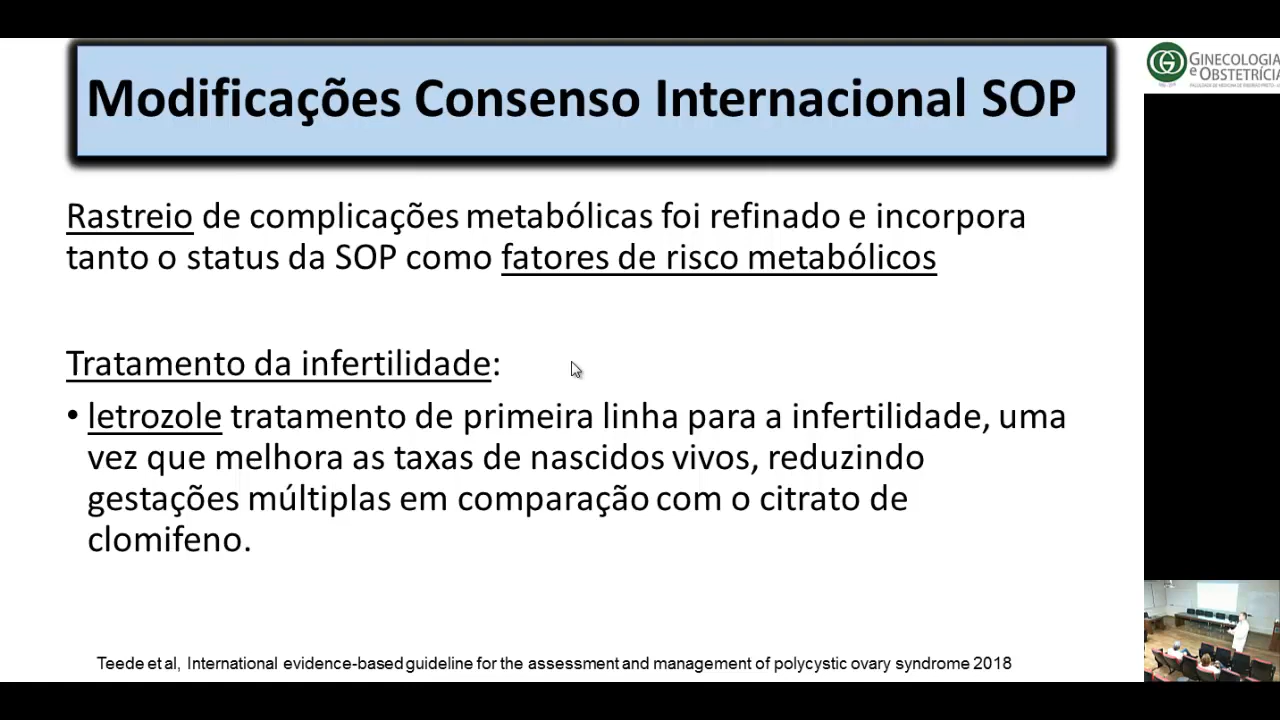 Modificações Consenso Internacional SOP
GINECOLOGIA
e OBSTETRÍCIA
Rastreio de complicações metabólicas foi refinado e incorpora
tanto o status da SOP como fatores de risco metabólicos
Tratamento da infertilidade:
• letrozole tratamento de primeira linha para a infertilidade, uma
vez que melhora as taxas de nascidos vivos, reduzindo
gestações múltiplas em comparação com o citrato de
clomifeno.
Teede et al, International evidence-based guideline for the assessment and management of polycystic ovary syndrome 2018